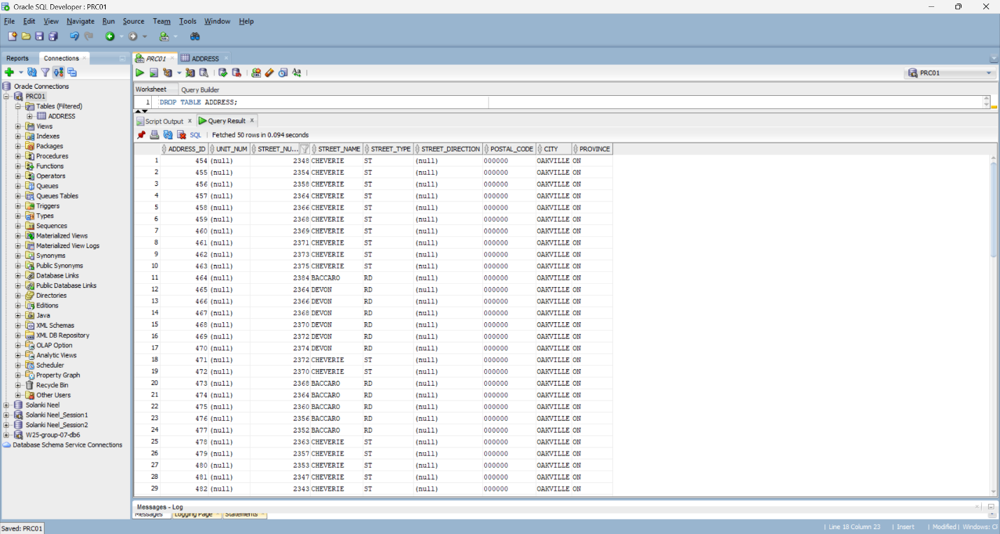 Oracle SQL Developer : PRC01
File Edit View Navigate Run Source Team Tools Window Help
Reports Connections
Oracle Connections
PRC01
Tables (Filtered)
ADDRESS
Views
Indexes
Packages
Procedures
Functions
Operators
Queues
Queues Tables
Triggers
Types
Sequences
Materialized Views
Materialized View Logs
Synonyms
Public Synonyms
Database Links
Public Database Links
Directories
Editions
Java
XML Schemas
XML DB Repository
OLAP Option
Analytic Views
Scheduler
Property Graph
Recycle Bin
Other Users
Solanki Neel
Solanki Neel_Session1
Solanki Neel_Session2
W25-group-07-db6
Database Schema Service Connections
PRC01 ADDRESS
PRC01
Worksheet Query Builder
1 DROP TABLE ADDRESS;
Script Output Query Result
SQL | Fetched 50 rows in 0.094 seconds
ADDRESS_ID UNIT_NUM STREET_NU... STREET_NAME STREET_TYPE STREET_DIRECTION POSTAL_CODE CITY PROVINCE
1 454 (null) 2348 CHEVERIE ST (null) 000000 OAKVILLE ON
2 455 (null) 2354 CHEVERIE ST (null) 000000 OAKVILLE ON
3 456 (null) 2358 CHEVERIE ST (null) 000000 OAKVILLE ON
4 457 (null) 2364 CHEVERIE ST (null) 000000 OAKVILLE ON
5 458 (null) 2366 CHEVERIE ST (null) 000000 OAKVILLE ON
6 459 (null) 2368 CHEVERIE ST (null) 000000 OAKVILLE ON
7 460 (null) 2369 CHEVERIE ST (null) 000000 OAKVILLE ON
8 461 (null) 2371 CHEVERIE ST (null) 000000 OAKVILLE ON
9 462 (null) 2373 CHEVERIE ST (null) 000000 OAKVILLE ON
10 463 (null) 2375 CHEVERIE ST (null) 000000 OAKVILLE ON
11 464 (null) 2384 BACCARO RD (null) 000000 OAKVILLE ON
12 465 (null) 2364 DEVON RD (null) 000000 OAKVILLE ON
13 466 (null) 2366 DEVON RD (null) 000000 OAKVILLE ON
14 467 (null) 2368 DEVON RD (null) 000000 OAKVILLE ON
15 468 (null) 2370 DEVON RD (null) 000000 OAKVILLE ON
16 469 (null) 2372 DEVON RD (null) 000000 OAKVILLE ON
17 470 (null) 2374 DEVON RD (null) 000000 OAKVILLE ON
18 471 (null) 2372 CHEVERIE ST (null) 000000 OAKVILLE ON
19 472 (null) 2370 CHEVERIE ST (null) 000000 OAKVILLE ON
20 473 (null) 2368 BACCARO RD (null) 000000 OAKVILLE ON
21 474 (null) 2364 BACCARO RD (null) 000000 OAKVILLE ON
22 475 (null) 2360 BACCARO RD (null) 000000 OAKVILLE ON
23 476 (null) 2356 BACCARO RD (null) 000000 OAKVILLE ON
24 477 (null) 2352 BACCARO RD (null) 000000 OAKVILLE ON
25 478 (null) 2363 CHEVERIE ST (null) 000000 OAKVILLE ON
26 479 (null) 2357 CHEVERIE ST (null) 000000 OAKVILLE ON
27 480 (null) 2353 CHEVERIE ST (null) 000000 OAKVILLE ON
28 481 (null) 2347 CHEVERIE ST (null) 000000 OAKVILLE ON
29 482 (null) 2343 CHEVERIE ST (null) 000000 OAKVILLE ON
Messages - Log
Messages Logging Page Statements
Saved: PRC01
| Line 18 Column 23 | Insert | Modified | Windows: Cl